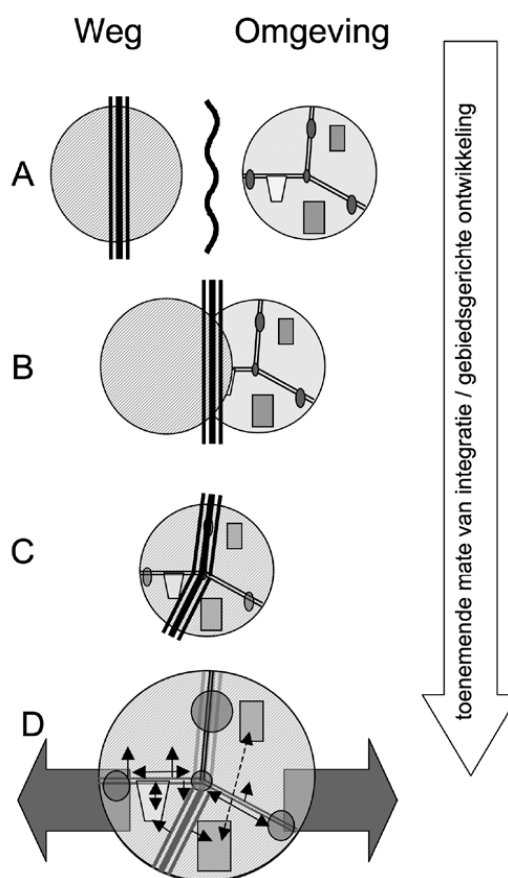 Weg Omgeving
A
B
C
D
toenemende mate van integratie / gebiedsgerichte ontwikkeling